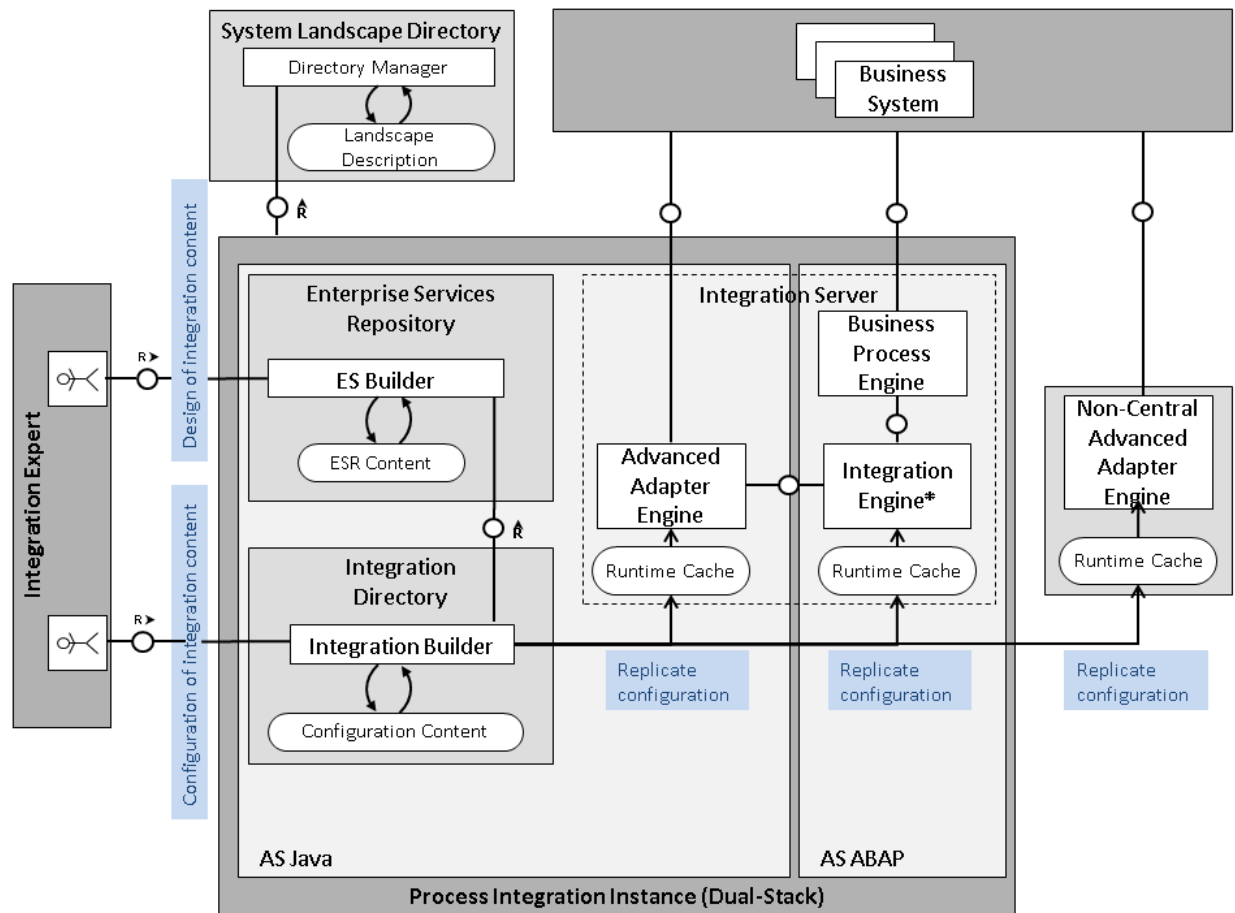 System Landscape Directory
Directory Manager
Landscape
Description
R
Business
System
Integration Expert
R
R
Design of integration content
Configuration of integration content
Enterprise Services
Repository
ES Builder
ESR Content
R
Integration
Directory
Integration Builder
Configuration Content
Integration Server
Business
Process
Engine
Advanced
Adapter
Engine
Integration
Engine*
Runtime Cache
Runtime Cache
Non-Central
Advanced
Adapter
Engine
Runtime Cache
Replicate
configuration
Replicate
configuration
Replicate
configuration
AS Java
AS ABAP
Process Integration Instance (Dual-Stack)